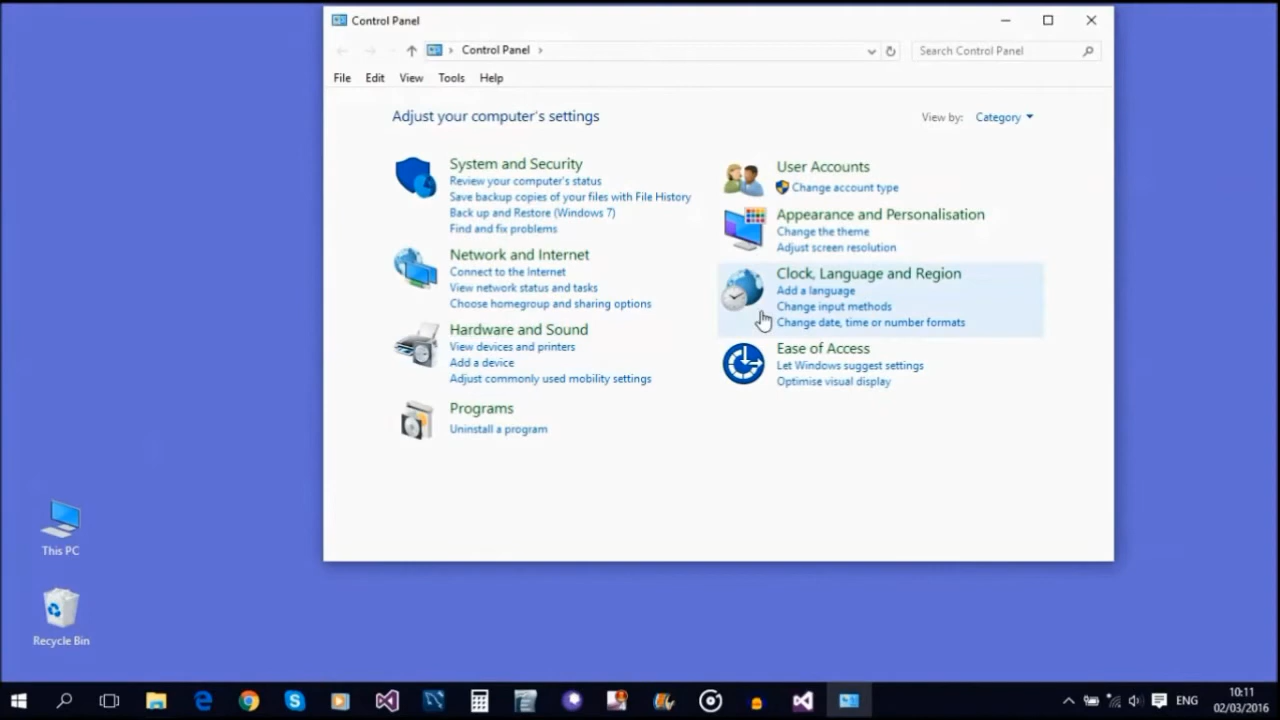 Control Panel
Control Panel
Search Control Panel
File Edit View Tools Help
Adjust your computer's settings
View by: Category
System and Security
Review your computer's status
Save backup copies of your files with File History
Back up and Restore (Windows 7)
Find and fix problems
Network and Internet
Connect to the Internet
View network status and tasks
Choose homegroup and sharing options
Hardware and Sound
View devices and printers
Add a device
Adjust commonly used mobility settings
Programs
Uninstall a program
User Accounts
Change account type
Appearance and Personalisation
Change the theme
Adjust screen resolution
Clock, Language and Region
Add a language
Change input methods
Change date, time or number formats
Ease of Access
Let Windows suggest settings
Optimise visual display
This PC
Recycle Bin
ENG
10:11
02/03/2016